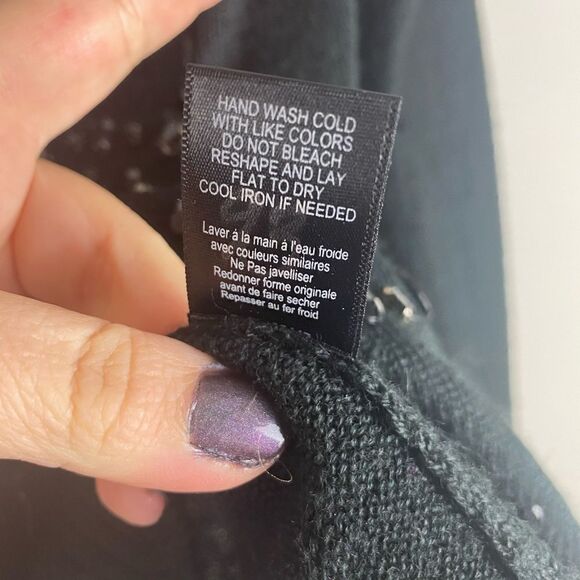 HAND WASH COLD
WITH LIKE COLORS
DO NOT BLEACH
RESHAPE AND LAY
FLAT TO DRY
COOL IRON IF NEEDED
Laver á la main á l'eau froide
avec couleurs similaires
Ne Pas javelliser
Redonner forme originale
avant de faire secher
Repasser au fer froid